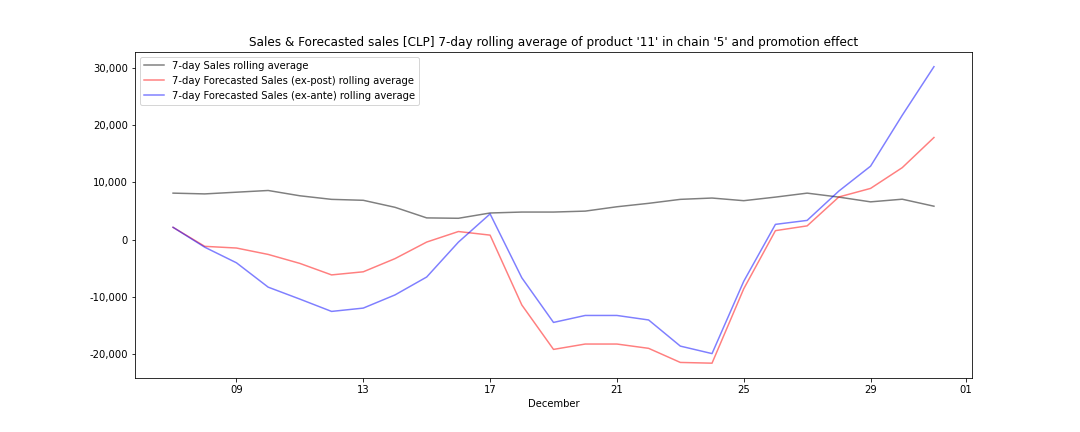 Sales & Forecasted sales [CLP] 7-day rolling average of product '11' in chain '5' and promotion effect
7-day Sales rolling average
7-day Forecasted Sales (ex-post) rolling average
7-day Forecasted Sales (ex-ante) rolling average
30,000
20,000
10,000
0
-10,000
-20,000
09 13 17 21 25 29 01
December